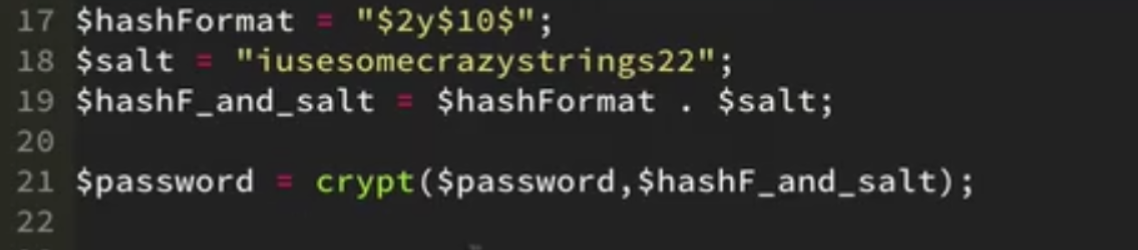 17 $hashFormat = "$2y$10$";
18 $salt = "iusesomecrazystrings22";
19 $hashF_and_salt = $hashFormat . $salt;
20
21 $password = crypt($password,$hashF_and_salt);
22